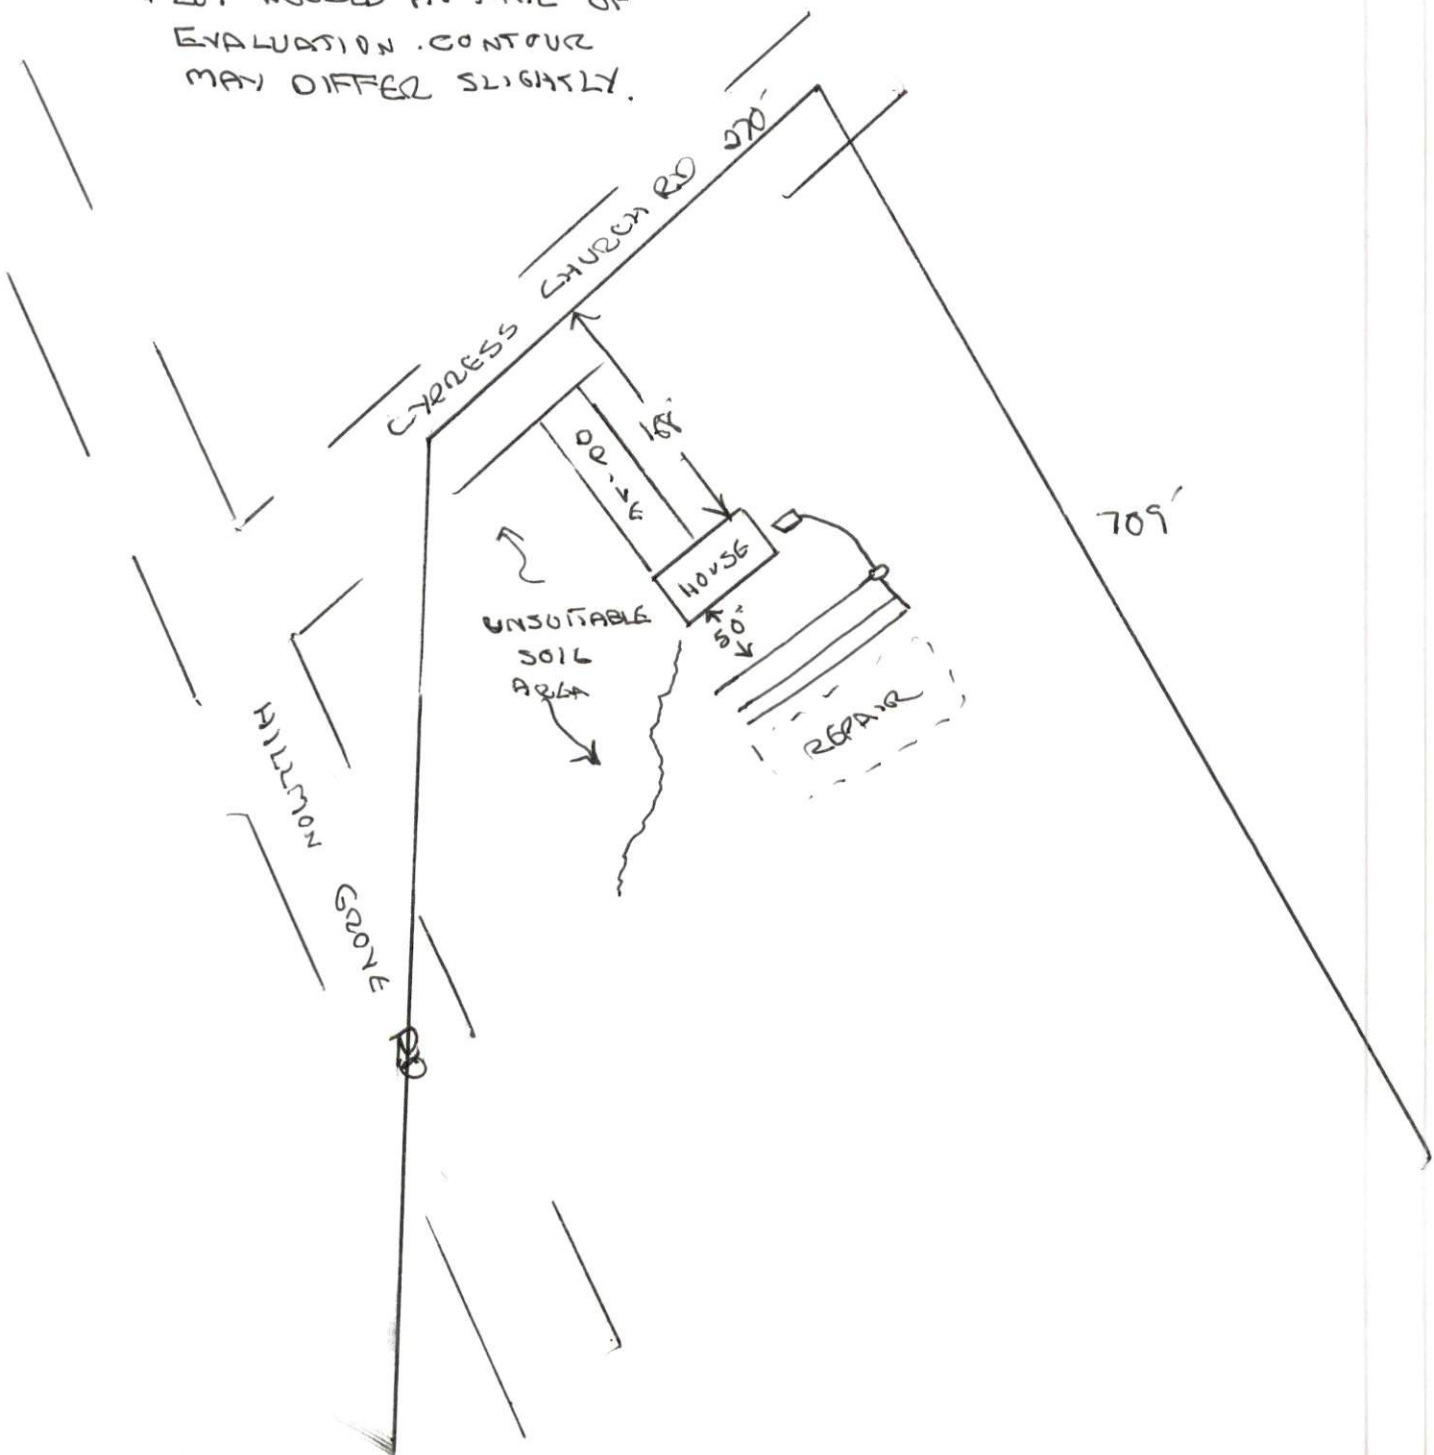 EVALUATION. CONTOUR
MAY DIFFER SLIGHTLY.
CYPRESS CHURCH RD 270'
DRIVE
HOUSE
50'
709'
UNSUITABLE
SOIL
AREA
REPAIR
HILLMON GROVE RD